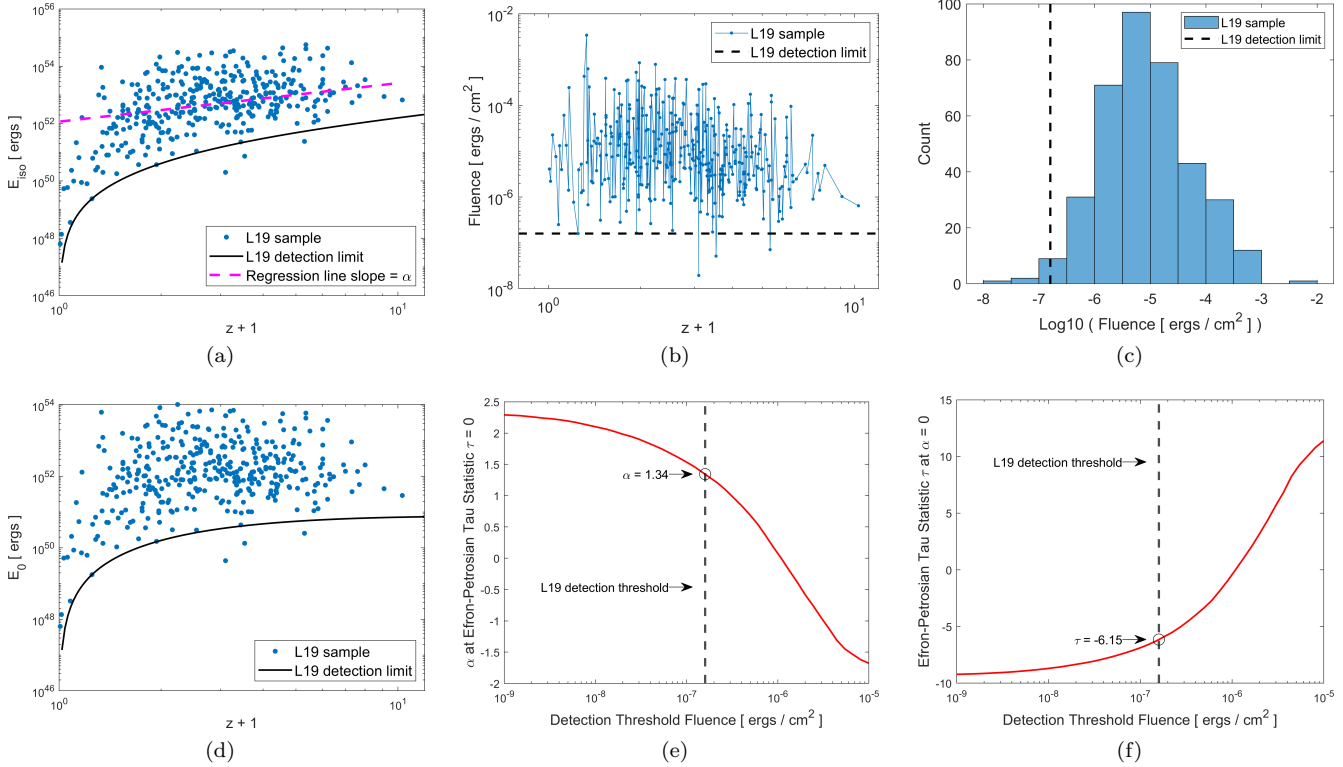 10^56
10^54
10^52
10^50
10^48
10^46
E_iso [ ergs ]
L19 sample
L19 detection limit
Regression line slope = α
10^0
10^1
z + 1
(a)
10^-2
10^-4
10^-6
10^-8
Fluence [ ergs / cm^2 ]
L19 sample
L19 detection limit
10^0
10^1
z + 1
(b)
100
80
60
40
20
0
Count
L19 sample
L19 detection limit
-8 -7 -6 -5 -4 -3 -2
Log10 ( Fluence [ ergs / cm^2 ] )
(c)
10^54
10^52
10^50
10^48
10^46
E_0 [ ergs ]
L19 sample
L19 detection limit
10^0
10^1
z + 1
(d)
2.5
2
1.5
1
0.5
0
-0.5
-1
-1.5
-2
α at Efron-Petrosian Tau Statistic τ = 0
α = 1.34
L19 detection threshold
10^-9 10^-8 10^-7 10^-6 10^-5
Detection Threshold Fluence [ ergs / cm^2 ]
(e)
15
10
5
0
-5
-10
Efron-Petrosian Tau Statistic τ at α = 0
L19 detection threshold
τ = -6.15
10^-9 10^-8 10^-7 10^-6 10^-5
Detection Threshold Fluence [ ergs / cm^2 ]
(f)